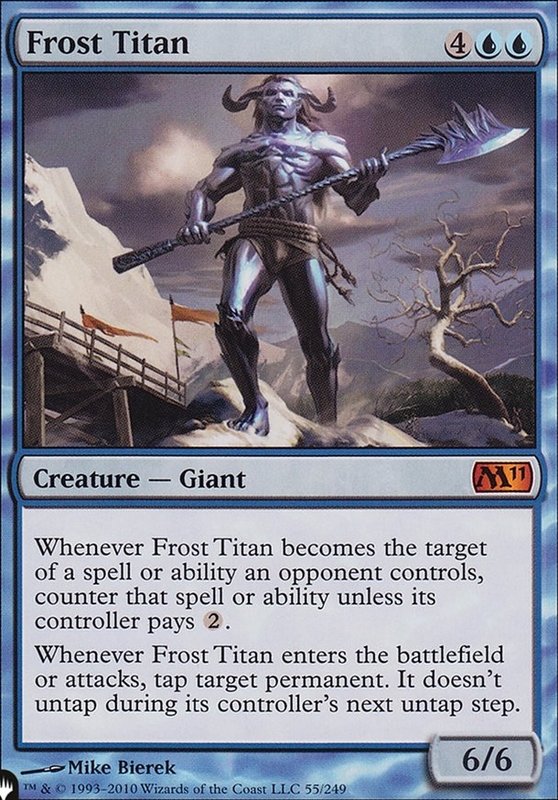 Frost Titan 4
Creature — Giant M11
Whenever Frost Titan becomes the target
of a spell or ability an opponent controls,
counter that spell or ability unless its
controller pays 2.
Whenever Frost Titan enters the battlefield
or attacks, tap target permanent. It doesn't
untap during its controller's next untap step.
6/6
Mike Bierek
™ & © 1993–2010 Wizards of the Coast LLC 55/249